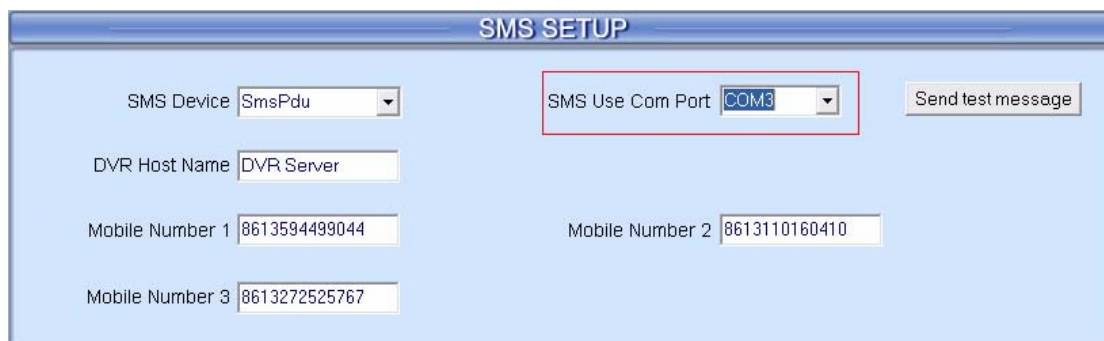 SMS SETUP
SMS Device SmsPdu SMS Use Com Port COM3 Send test message
DVR Host Name DVR Server
Mobile Number 1 8613594499044 Mobile Number 2 8613110160410
Mobile Number 3 8613272525767